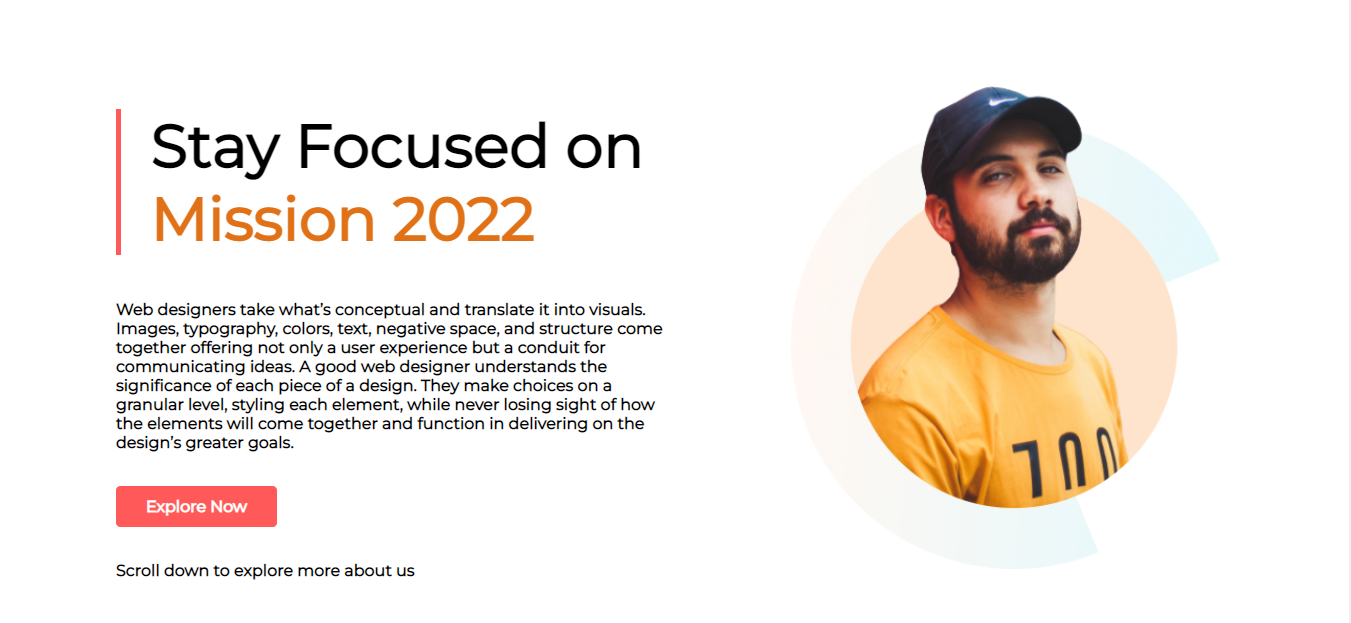 Stay Focused on
Mission 2022
Web designers take what’s conceptual and translate it into visuals.
Images, typography, colors, text, negative space, and structure come
together offering not only a user experience but a conduit for
communicating ideas. A good web designer understands the
significance of each piece of a design. They make choices on a
granular level, styling each element, while never losing sight of how
the elements will come together and function in delivering on the
design’s greater goals.
Explore Now
Scroll down to explore more about us
100